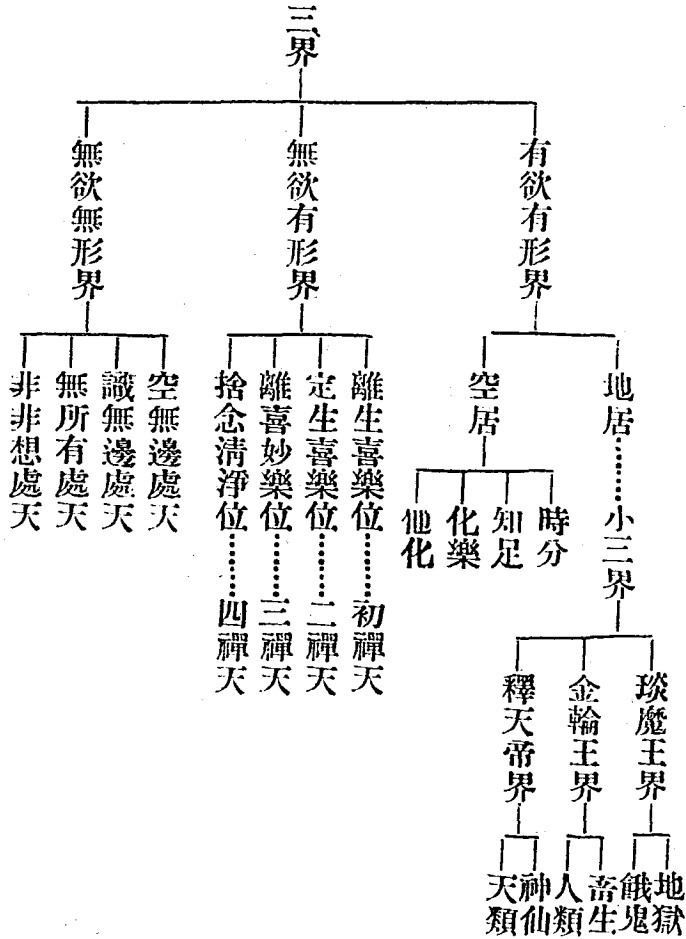 三界
有欲有形界
無欲有形界
無欲無形界
地居……小三界
空居
離生喜樂位……初禪天
定生喜樂位……二禪天
離喜妙樂位……三禪天
捨念清淨位……四禪天
空無邊處天
識無邊處天
無所有處天
非非想處天
時分
知足
化樂
他化
琰魔王界
金輪王界
釋天帝界
地獄
餓鬼
畜生
人類
神仙
天類